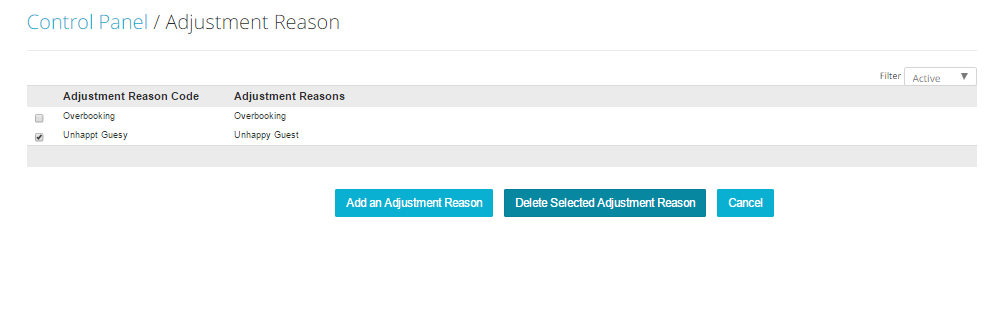 Control Panel / Adjustment Reason
Filter Active
Adjustment Reason Code Adjustment Reasons
Overbooking Overbooking
Unhappt Guesy Unhappy Guest
Add an Adjustment Reason Delete Selected Adjustment Reason Cancel